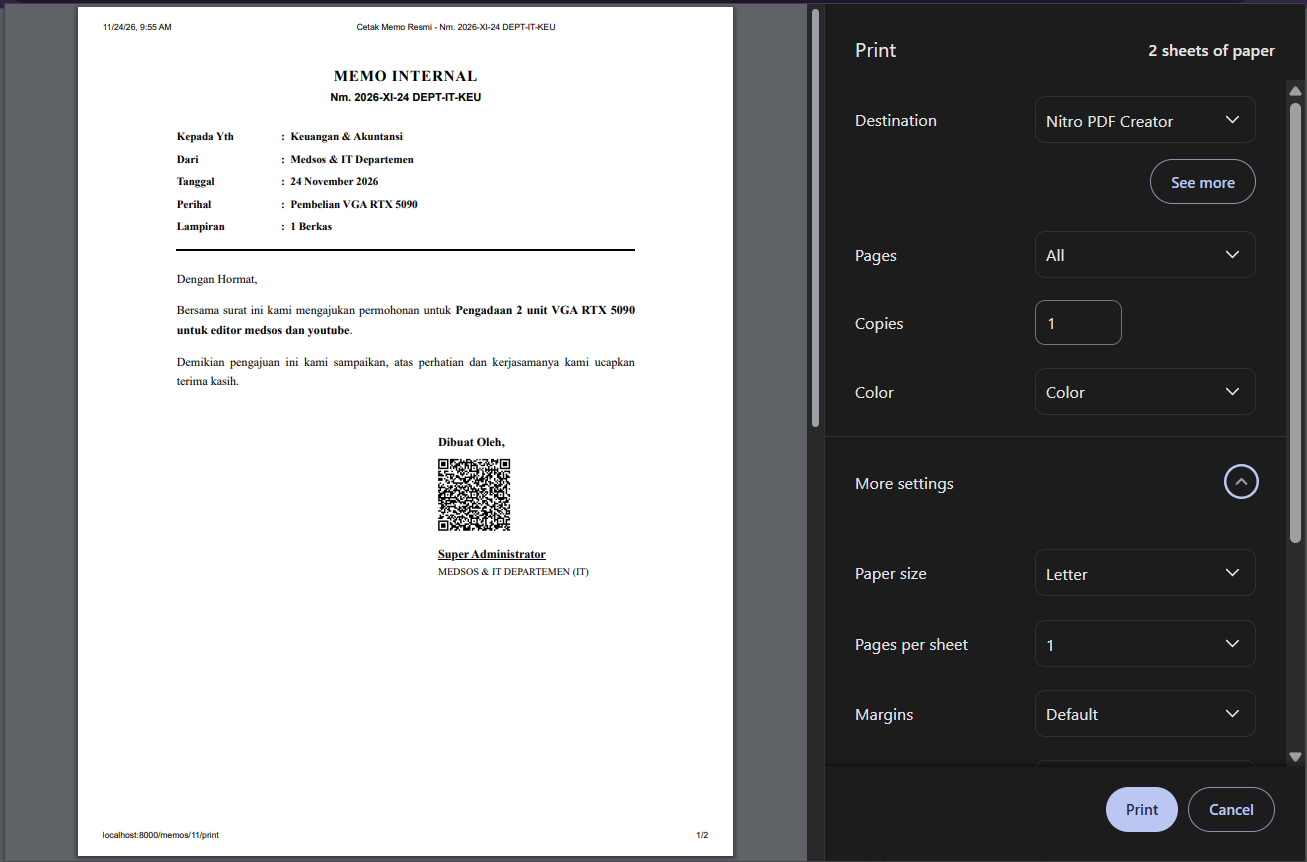 11/24/26, 9:55 AM
Cetak Memo Resmi - Nm. 2026-XI-24 DEPT-IT-KEU
MEMO INTERNAL
Nm. 2026-XI-24 DEPT-IT-KEU
Kepada Yth : Keuangan & Akuntansi
Dari : Medsos & IT Departemen
Tanggal : 24 November 2026
Perihal : Pembelian VGA RTX 5090
Lampiran : 1 Berkas
Dengan Hormat,
Bersama surat ini kami mengajukan permohonan untuk Pengadaan 2 unit VGA RTX 5090
untuk editor medsos dan youtube.
Demikian pengajuan ini kami sampaikan, atas perhatian dan kerjasamanya kami ucapkan
terima kasih.
Dibuat Oleh,
Super Administrator
MEDSOS & IT DEPARTEMEN (IT)
localhost:8000/memos/11/print
1/2
Print
2 sheets of paper
Destination
Nitro PDF Creator
See more
Pages
All
Copies
1
Color
Color
More settings
Paper size
Letter
Pages per sheet
1
Margins
Default
Print
Cancel